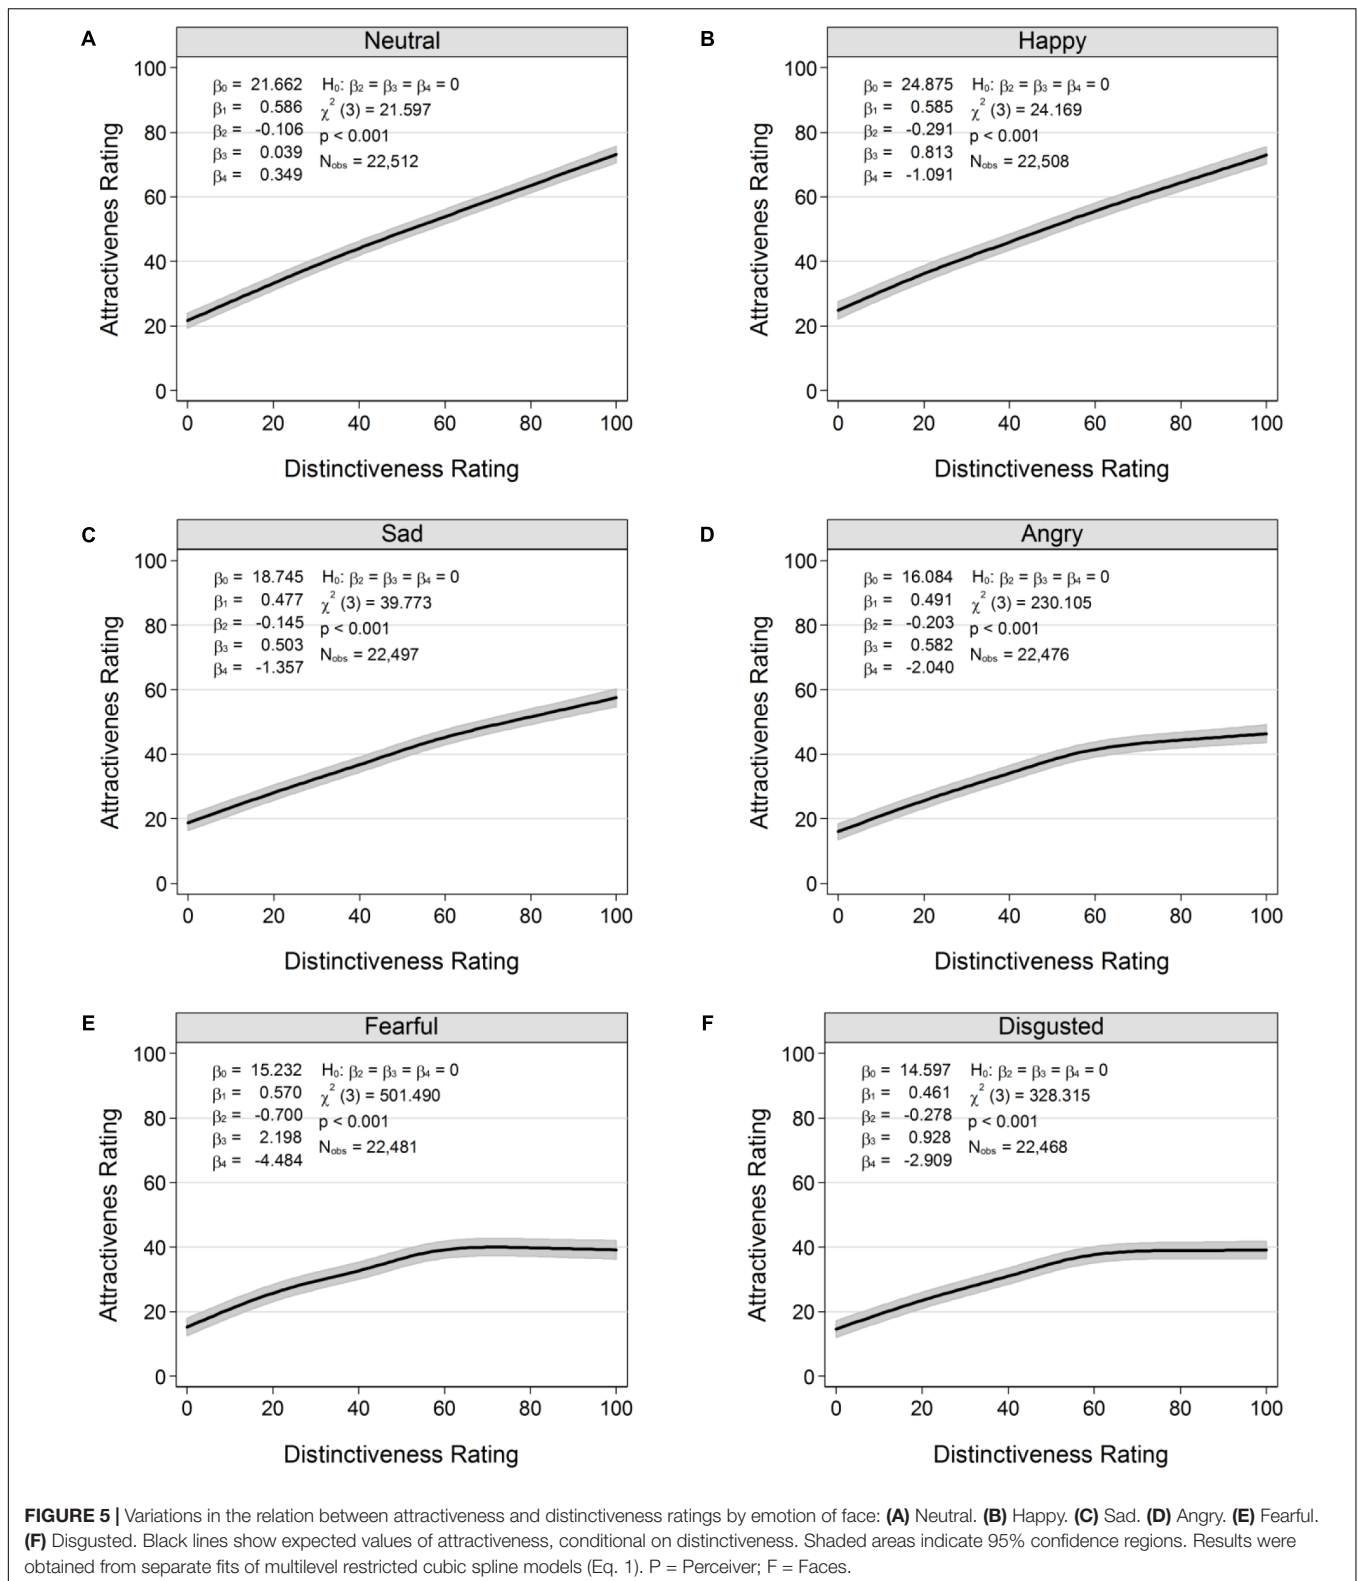 A
Neutral
β₀ = 21.662 H₀: β₂ = β₃ = β₄ = 0
β₁ = 0.586 χ² (3) = 21.597
β₂ = -0.106 p < 0.001
β₃ = 0.039 Nobs = 22,512
β₄ = 0.349
100
80
60
40
20
0
Attractivenes Rating
0 20 40 60 80 100
Distinctiveness Rating
B
Happy
β₀ = 24.875 H₀: β₂ = β₃ = β₄ = 0
β₁ = 0.585 χ² (3) = 24.169
β₂ = -0.291 p < 0.001
β₃ = 0.813 Nobs = 22,508
β₄ = -1.091
100
80
60
40
20
0
Attractivenes Rating
0 20 40 60 80 100
Distinctiveness Rating
C
Sad
β₀ = 18.745 H₀: β₂ = β₃ = β₄ = 0
β₁ = 0.477 χ² (3) = 39.773
β₂ = -0.145 p < 0.001
β₃ = 0.503 Nobs = 22,497
β₄ = -1.357
100
80
60
40
20
0
Attractivenes Rating
0 20 40 60 80 100
Distinctiveness Rating
D
Angry
β₀ = 16.084 H₀: β₂ = β₃ = β₄ = 0
β₁ = 0.491 χ² (3) = 230.105
β₂ = -0.203 p < 0.001
β₃ = 0.582 Nobs = 22,476
β₄ = -2.040
100
80
60
40
20
0
Attractivenes Rating
0 20 40 60 80 100
Distinctiveness Rating
E
Fearful
β₀ = 15.232 H₀: β₂ = β₃ = β₄ = 0
β₁ = 0.570 χ² (3) = 501.490
β₂ = -0.700 p < 0.001
β₃ = 2.198 Nobs = 22,481
β₄ = -4.484
100
80
60
40
20
0
Attractivenes Rating
0 20 40 60 80 100
Distinctiveness Rating
F
Disgusted
β₀ = 14.597 H₀: β₂ = β₃ = β₄ = 0
β₁ = 0.461 χ² (3) = 328.315
β₂ = -0.278 p < 0.001
β₃ = 0.928 Nobs = 22,468
β₄ = -2.909
100
80
60
40
20
0
Attractivenes Rating
0 20 40 60 80 100
Distinctiveness Rating
FIGURE 5 | Variations in the relation between attractiveness and distinctiveness ratings by emotion of face: (A) Neutral. (B) Happy. (C) Sad. (D) Angry. (E) Fearful.
(F) Disgusted. Black lines show expected values of attractiveness, conditional on distinctiveness. Shaded areas indicate 95% confidence regions. Results were
obtained from separate fits of multilevel restricted cubic spline models (Eq. 1). P = Perceiver; F = Faces.